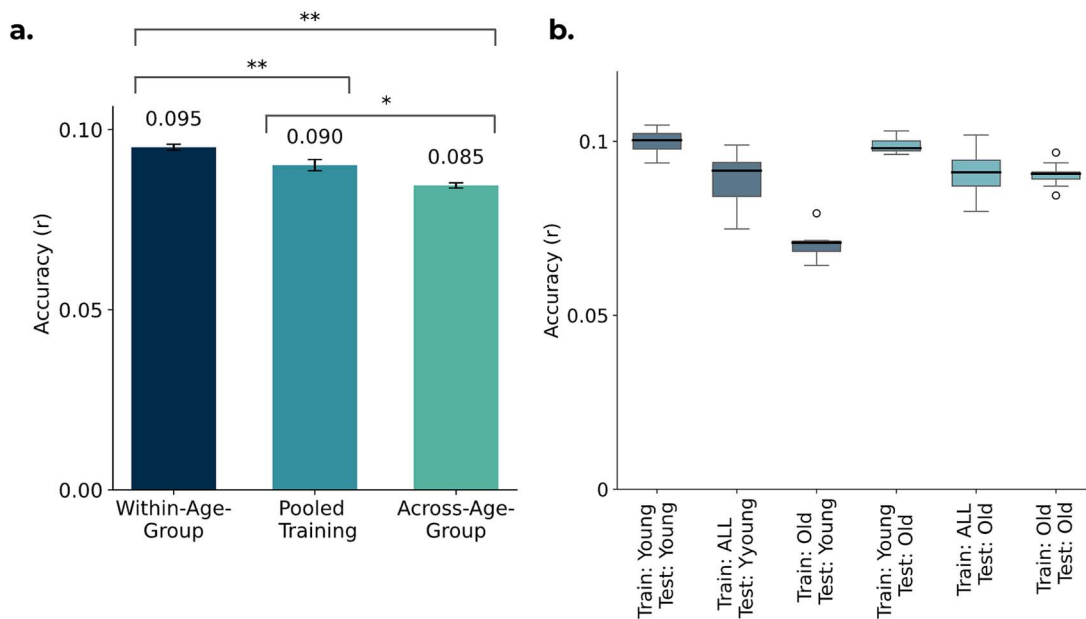 a.
**
**
*
0.095
0.090
0.085
Accuracy (r)
0.10
0.05
0.00
Within-Age-
Group
Pooled
Training
Across-Age-
Group
b.
Accuracy (r)
0.1
0.05
0
Train: Young
Test: Young
Train: ALL
Test: Yyoung
Train: Old
Test: Young
Train: Young
Test: Old
Train: ALL
Test: Old
Train: Old
Test: Old